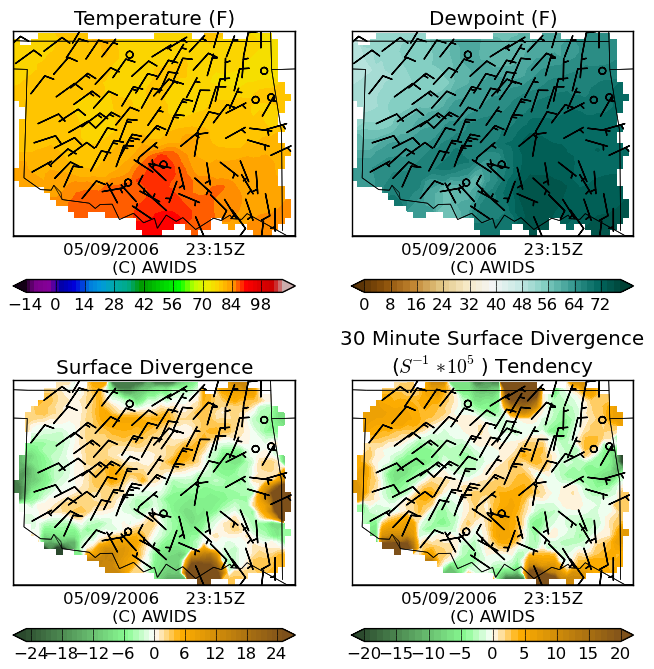 Temperature (F)
Dewpoint (F)
05/09/2006 23:15Z
(C) AWIDS
05/09/2006 23:15Z
(C) AWIDS
−14 0 14 28 42 56 70 84 98
0 8 16 24 32 40 48 56 64 72
Surface Divergence
30 Minute Surface Divergence
(S⁻¹ *10⁵ ) Tendency
05/09/2006 23:15Z
(C) AWIDS
05/09/2006 23:15Z
(C) AWIDS
−24 −18 −12 −6 0 6 12 18 24
−20 −15 −10 −5 0 5 10 15 20